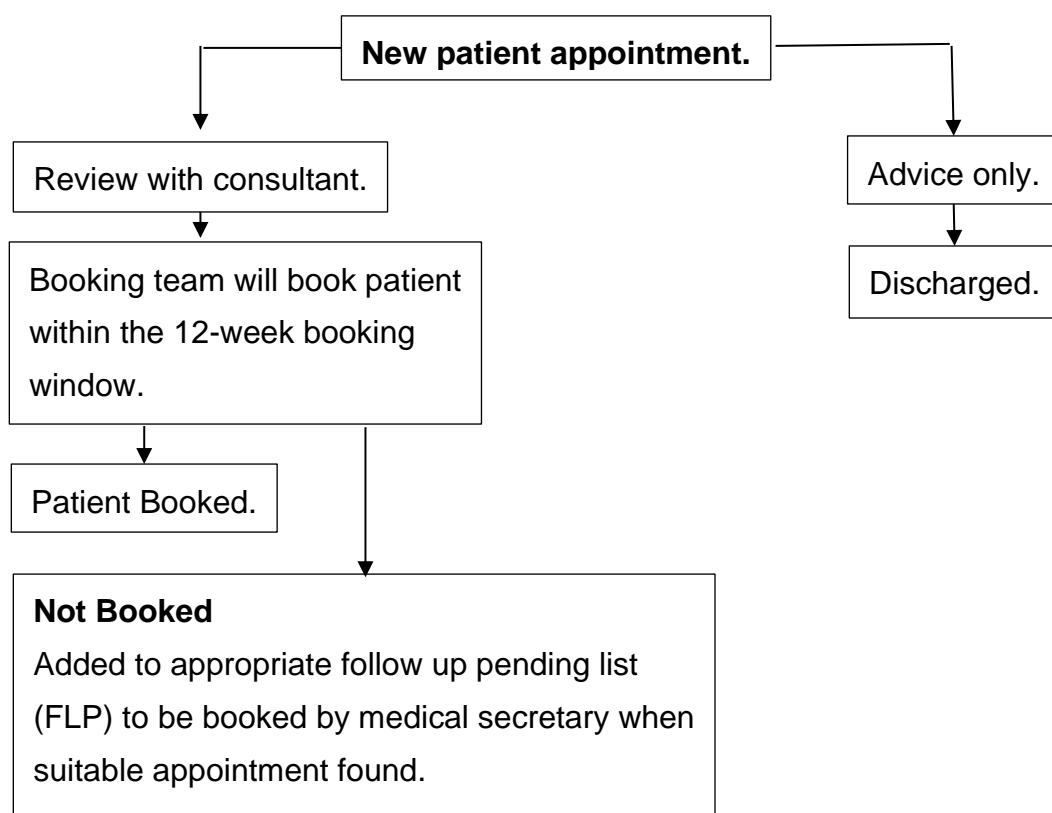 New patient appointment.
Review with consultant.
Advice only.
Booking team will book patient
within the 12-week booking
window.
Discharged.
Patient Booked.
Not Booked
Added to appropriate follow up pending list
(FLP) to be booked by medical secretary when
suitable appointment found.